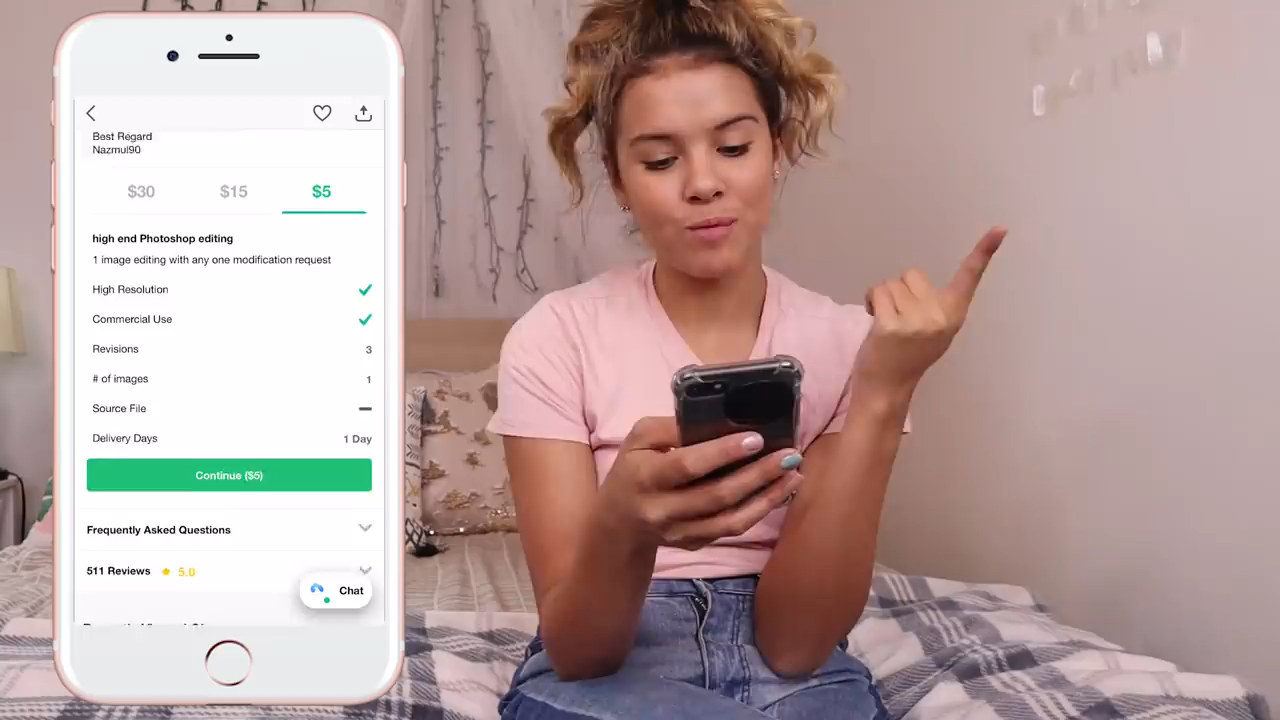 Best Regard
Nazmul90
$30 $15 $5
high end Photoshop editing
1 image editing with any one modification request
High Resolution
Commercial Use
Revisions 3
# of images 1
Source File
Delivery Days 1 Day
Continue ($5)
Frequently Asked Questions
511 Reviews 5.0
Chat